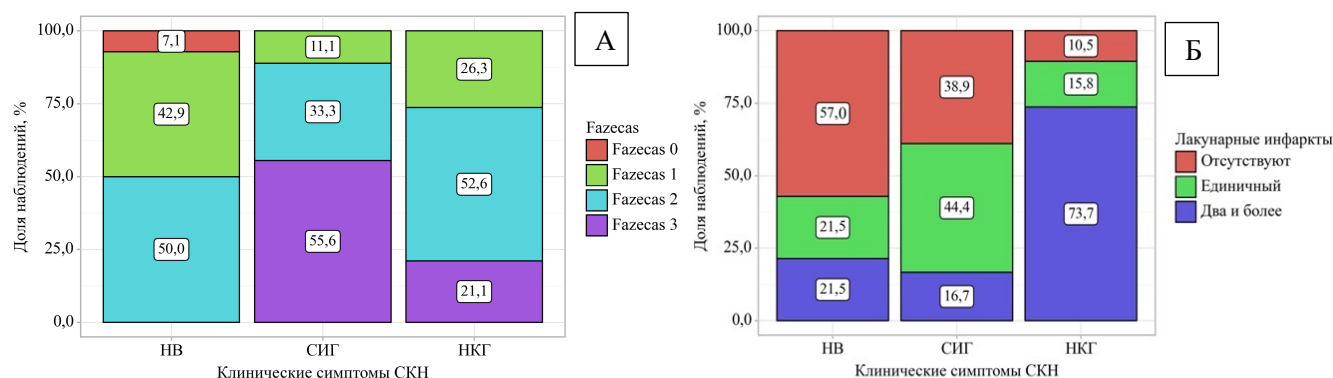 А
Доля наблюдений, %
100,0
75,0
50,0
25,0
0,0
7,1
42,9
50,0
11,1
33,3
55,6
26,3
52,6
21,1
НВ
СИГ
НКГ
Клинические симптомы СКН
Fazecas
Fazecas 0
Fazecas 1
Fazecas 2
Fazecas 3
Б
Доля наблюдений, %
100,0
75,0
50,0
25,0
0,0
57,0
21,5
21,5
38,9
44,4
16,7
10,5
15,8
73,7
НВ
СИГ
НКГ
Клинические симптомы СКН
Лакунарные инфаркты
Отсутствуют
Единичный
Два и более